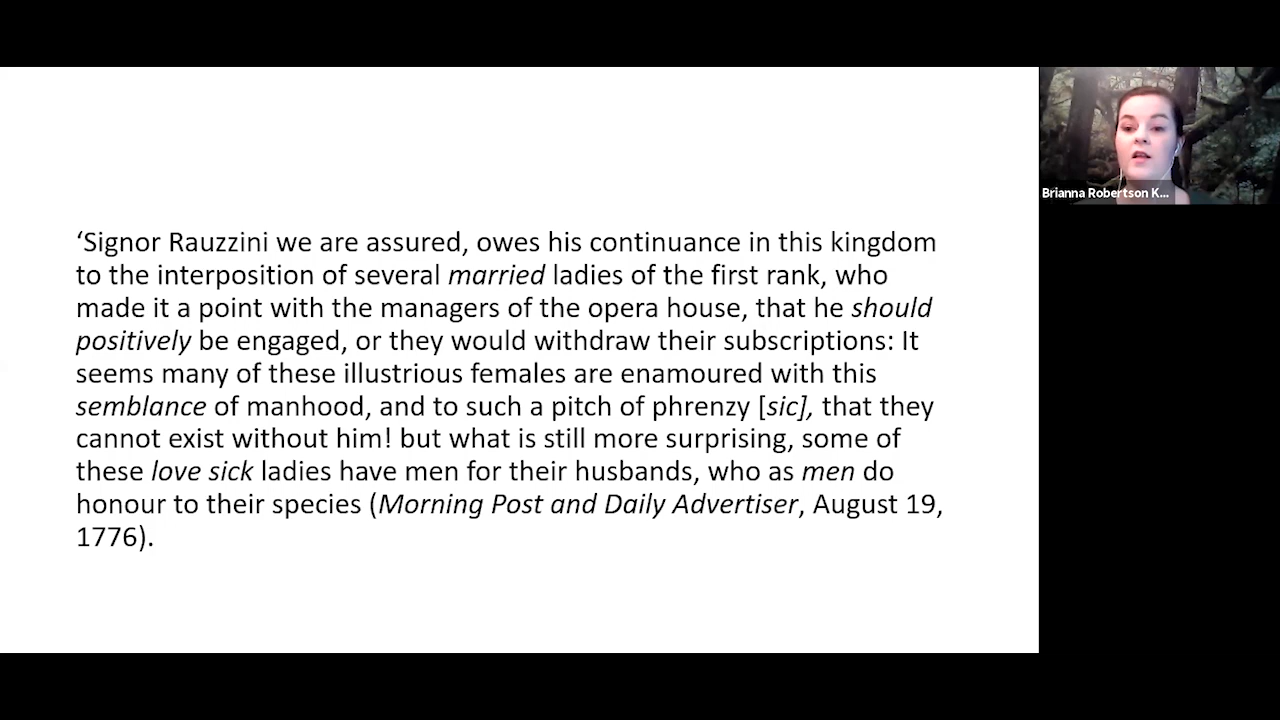 ‘Signor Rauzzini we are assured, owes his continuance in this kingdom
to the interposition of several married ladies of the first rank, who
made it a point with the managers of the opera house, that he should
positively be engaged, or they would withdraw their subscriptions: It
seems many of these illustrious females are enamoured with this
semblance of manhood, and to such a pitch of phrenzy [sic], that they
cannot exist without him! but what is still more surprising, some of
these love sick ladies have men for their husbands, who as men do
honour to their species (Morning Post and Daily Advertiser, August 19,
1776).
Brianna Robertson K...